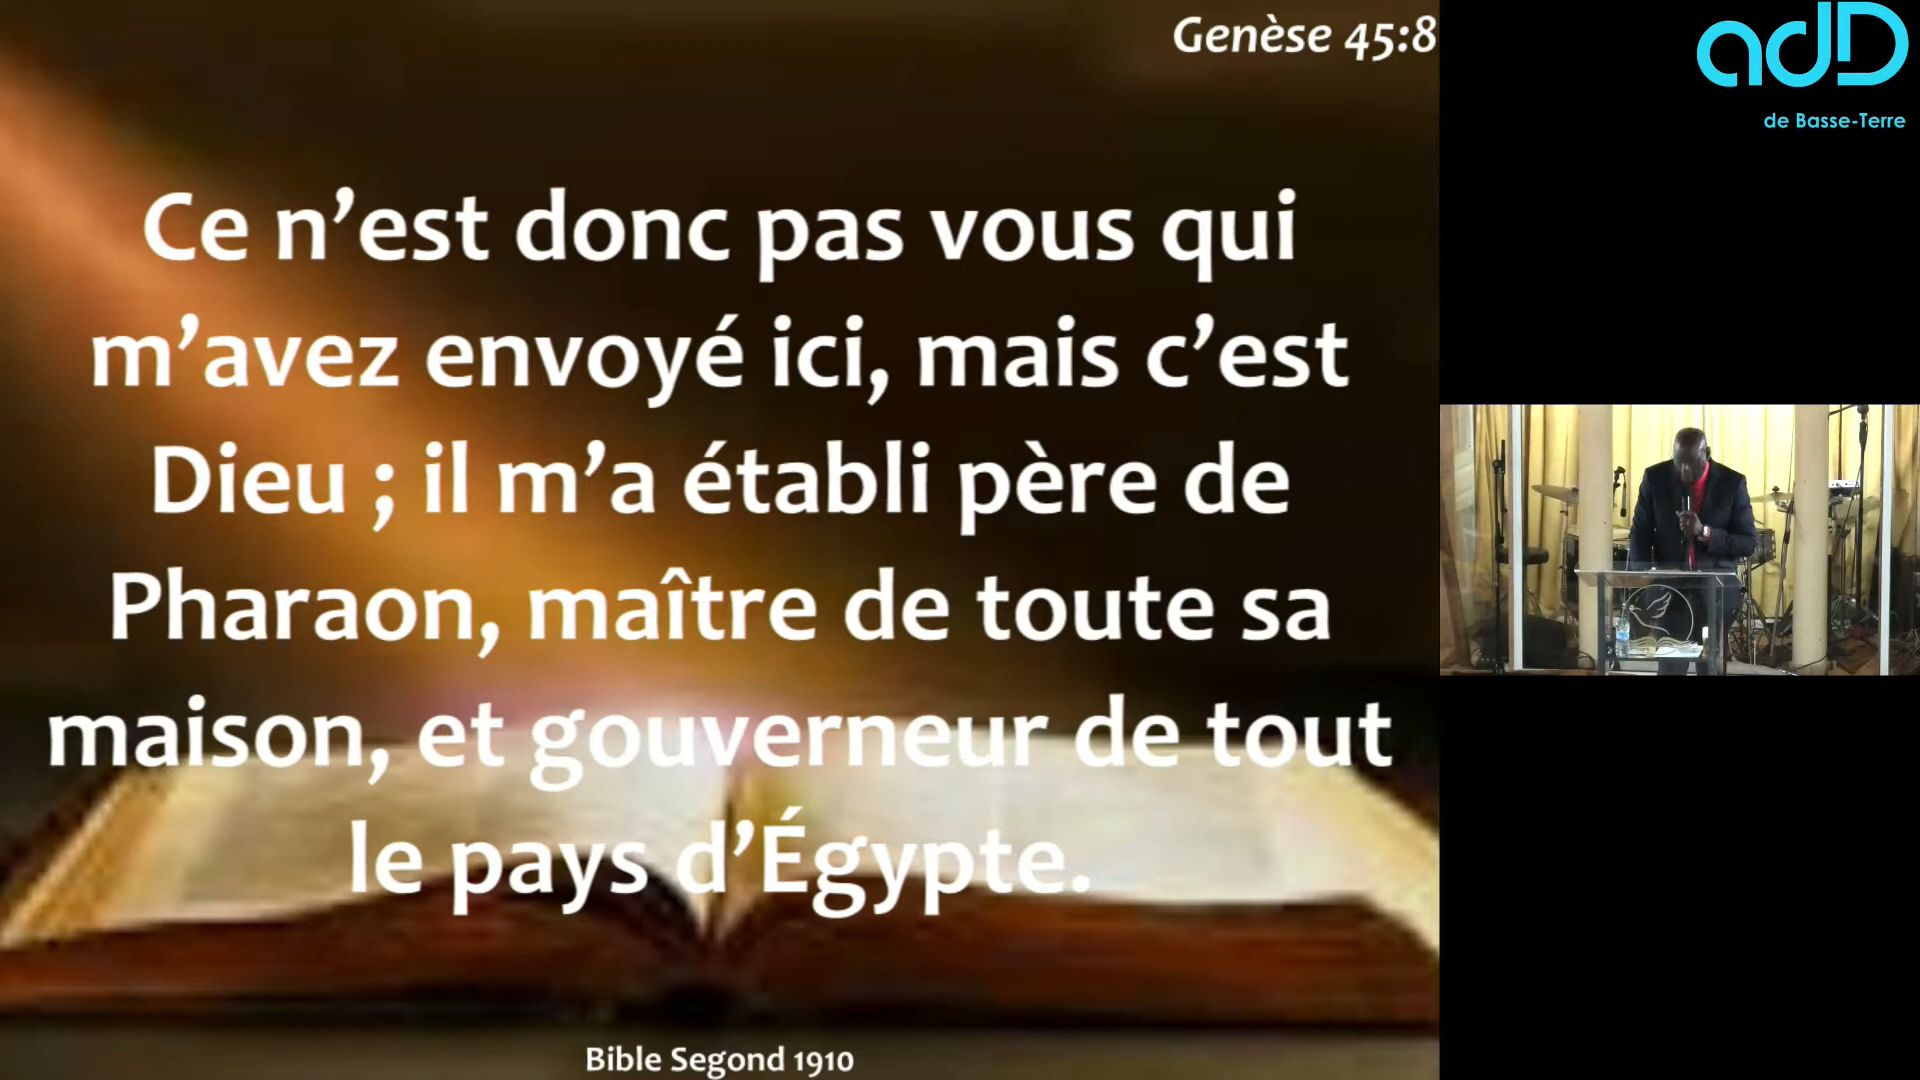 Genèse 45:8
Ce n’est donc pas vous qui
m’avez envoyé ici, mais c’est
Dieu ; il m’a établi père de
Pharaon, maître de toute sa
maison, et gouverneur de tout
le pays d’Égypte.
Bible Segond 1910
adD
de Basse-Terre